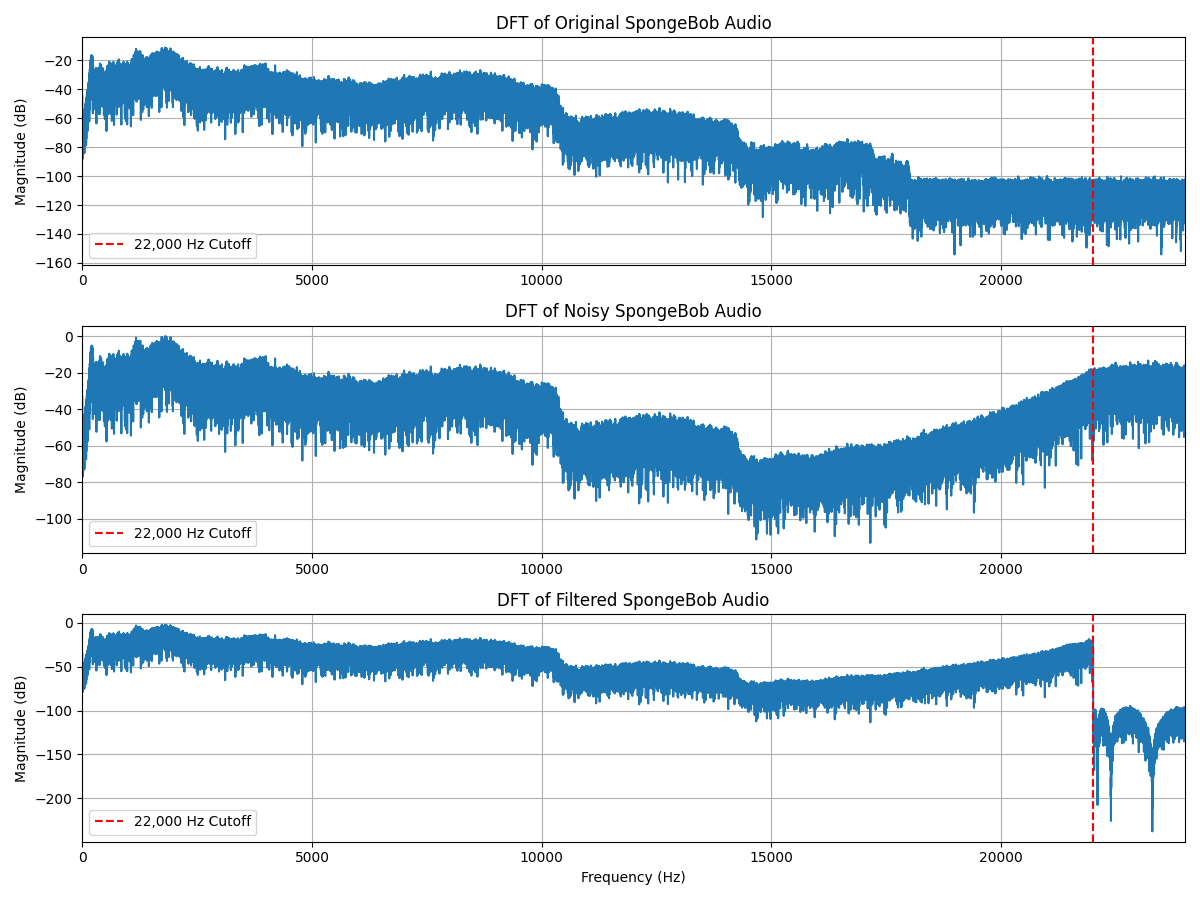 DFT of Original SpongeBob Audio
Magnitude (dB)
−20
−40
−60
−80
−100
−120
−140
−160
22,000 Hz Cutoff
0 5000 10000 15000 20000
DFT of Noisy SpongeBob Audio
Magnitude (dB)
0
−20
−40
−60
−80
−100
22,000 Hz Cutoff
0 5000 10000 15000 20000
DFT of Filtered SpongeBob Audio
Magnitude (dB)
0
−50
−100
−150
−200
22,000 Hz Cutoff
0 5000 10000 15000 20000
Frequency (Hz)